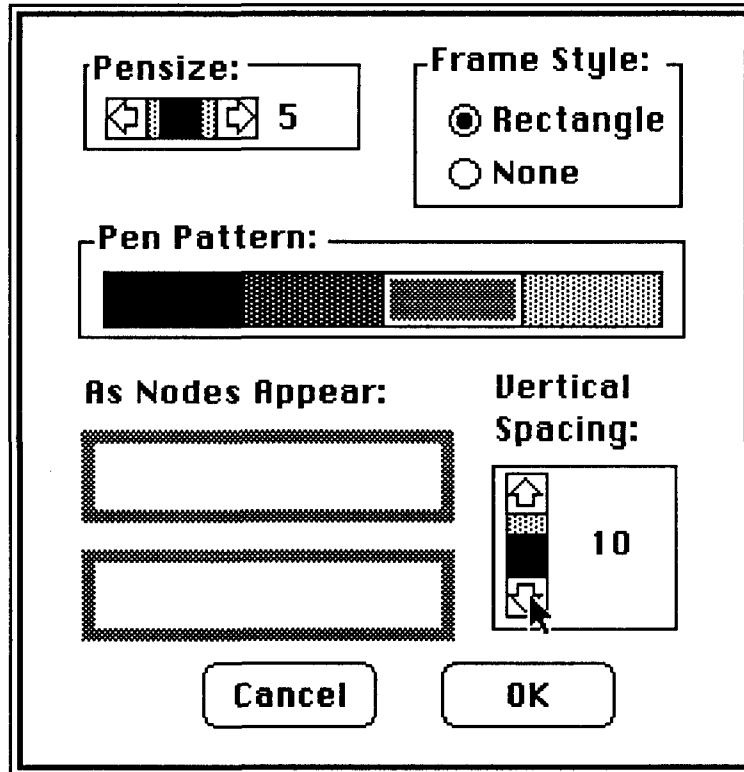 Pensize:
5
Frame Style:
Rectangle
None
Pen Pattern:
As Nodes Appear:
Vertical
Spacing:
10
Cancel
OK